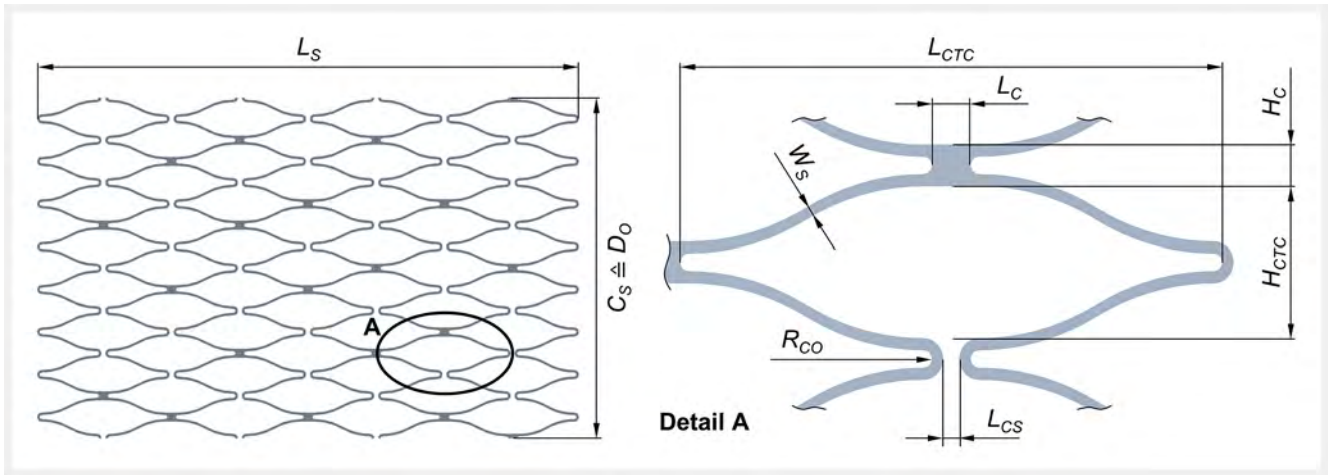 L_S
C_S ≙ D_O
A
L_CTC
L_C
H_C
W_S
H_CTC
R_CO
L_CS
Detail A